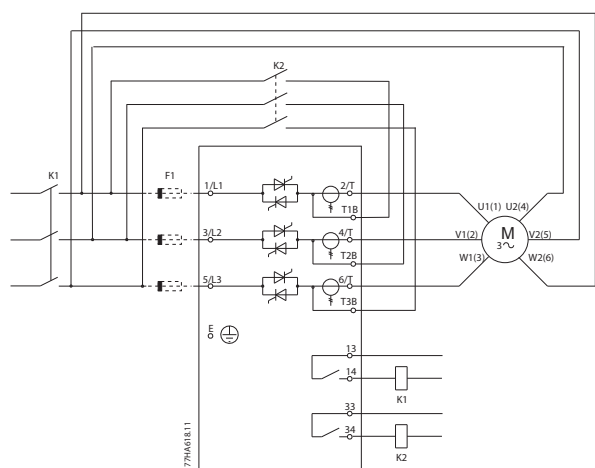 K2
K1
F1
1/L1
2/T
T1B
U1(1) U2(4)
3/L2
4/T
T2B
V1(2)
M
3~
V2(5)
5/L3
6/T
T3B
W1(3)
W2(6)
E
13
14
K1
33
34
K2
77HA618.11